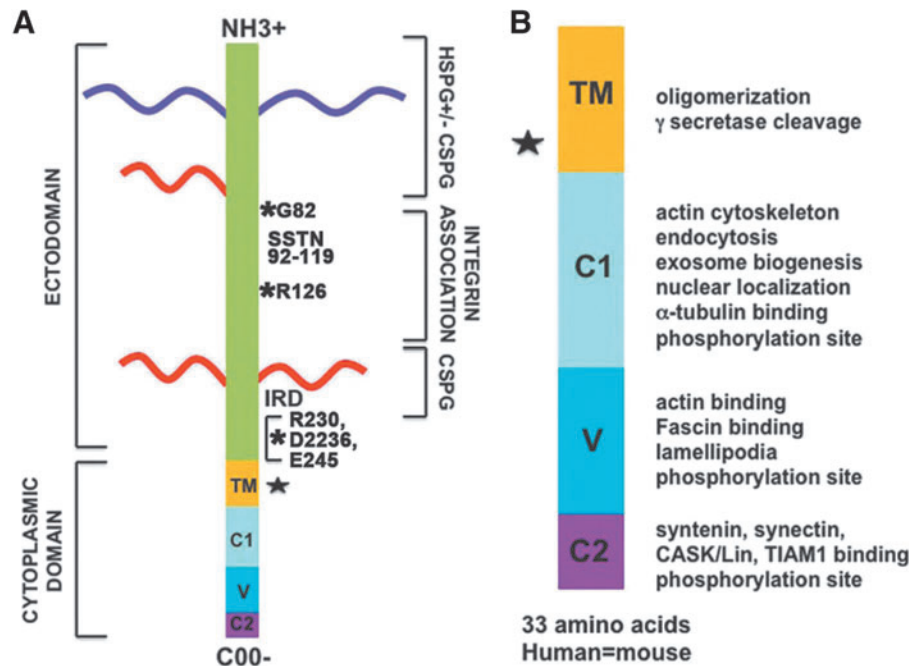 A
NH3+
ECTODOMAIN
HSPG+/- CSPG
*G82
SSTN
92-119
*R126
INTEGRIN
ASSOCIATION
CSPG
IRD
R230,
* D2236,
E245
CYTOPLASMIC
DOMAIN
TM
C1
V
C2
C00-
B
TM
oligomerization
γ secretase cleavage
C1
actin cytoskeleton
endocytosis
exosome biogenesis
nuclear localization
α-tubulin binding
phosphorylation site
V
actin binding
Fascin binding
lamellipodia
phosphorylation site
C2
syntenin, synectin,
CASK/Lin, TIAM1 binding
phosphorylation site
33 amino acids
Human=mouse